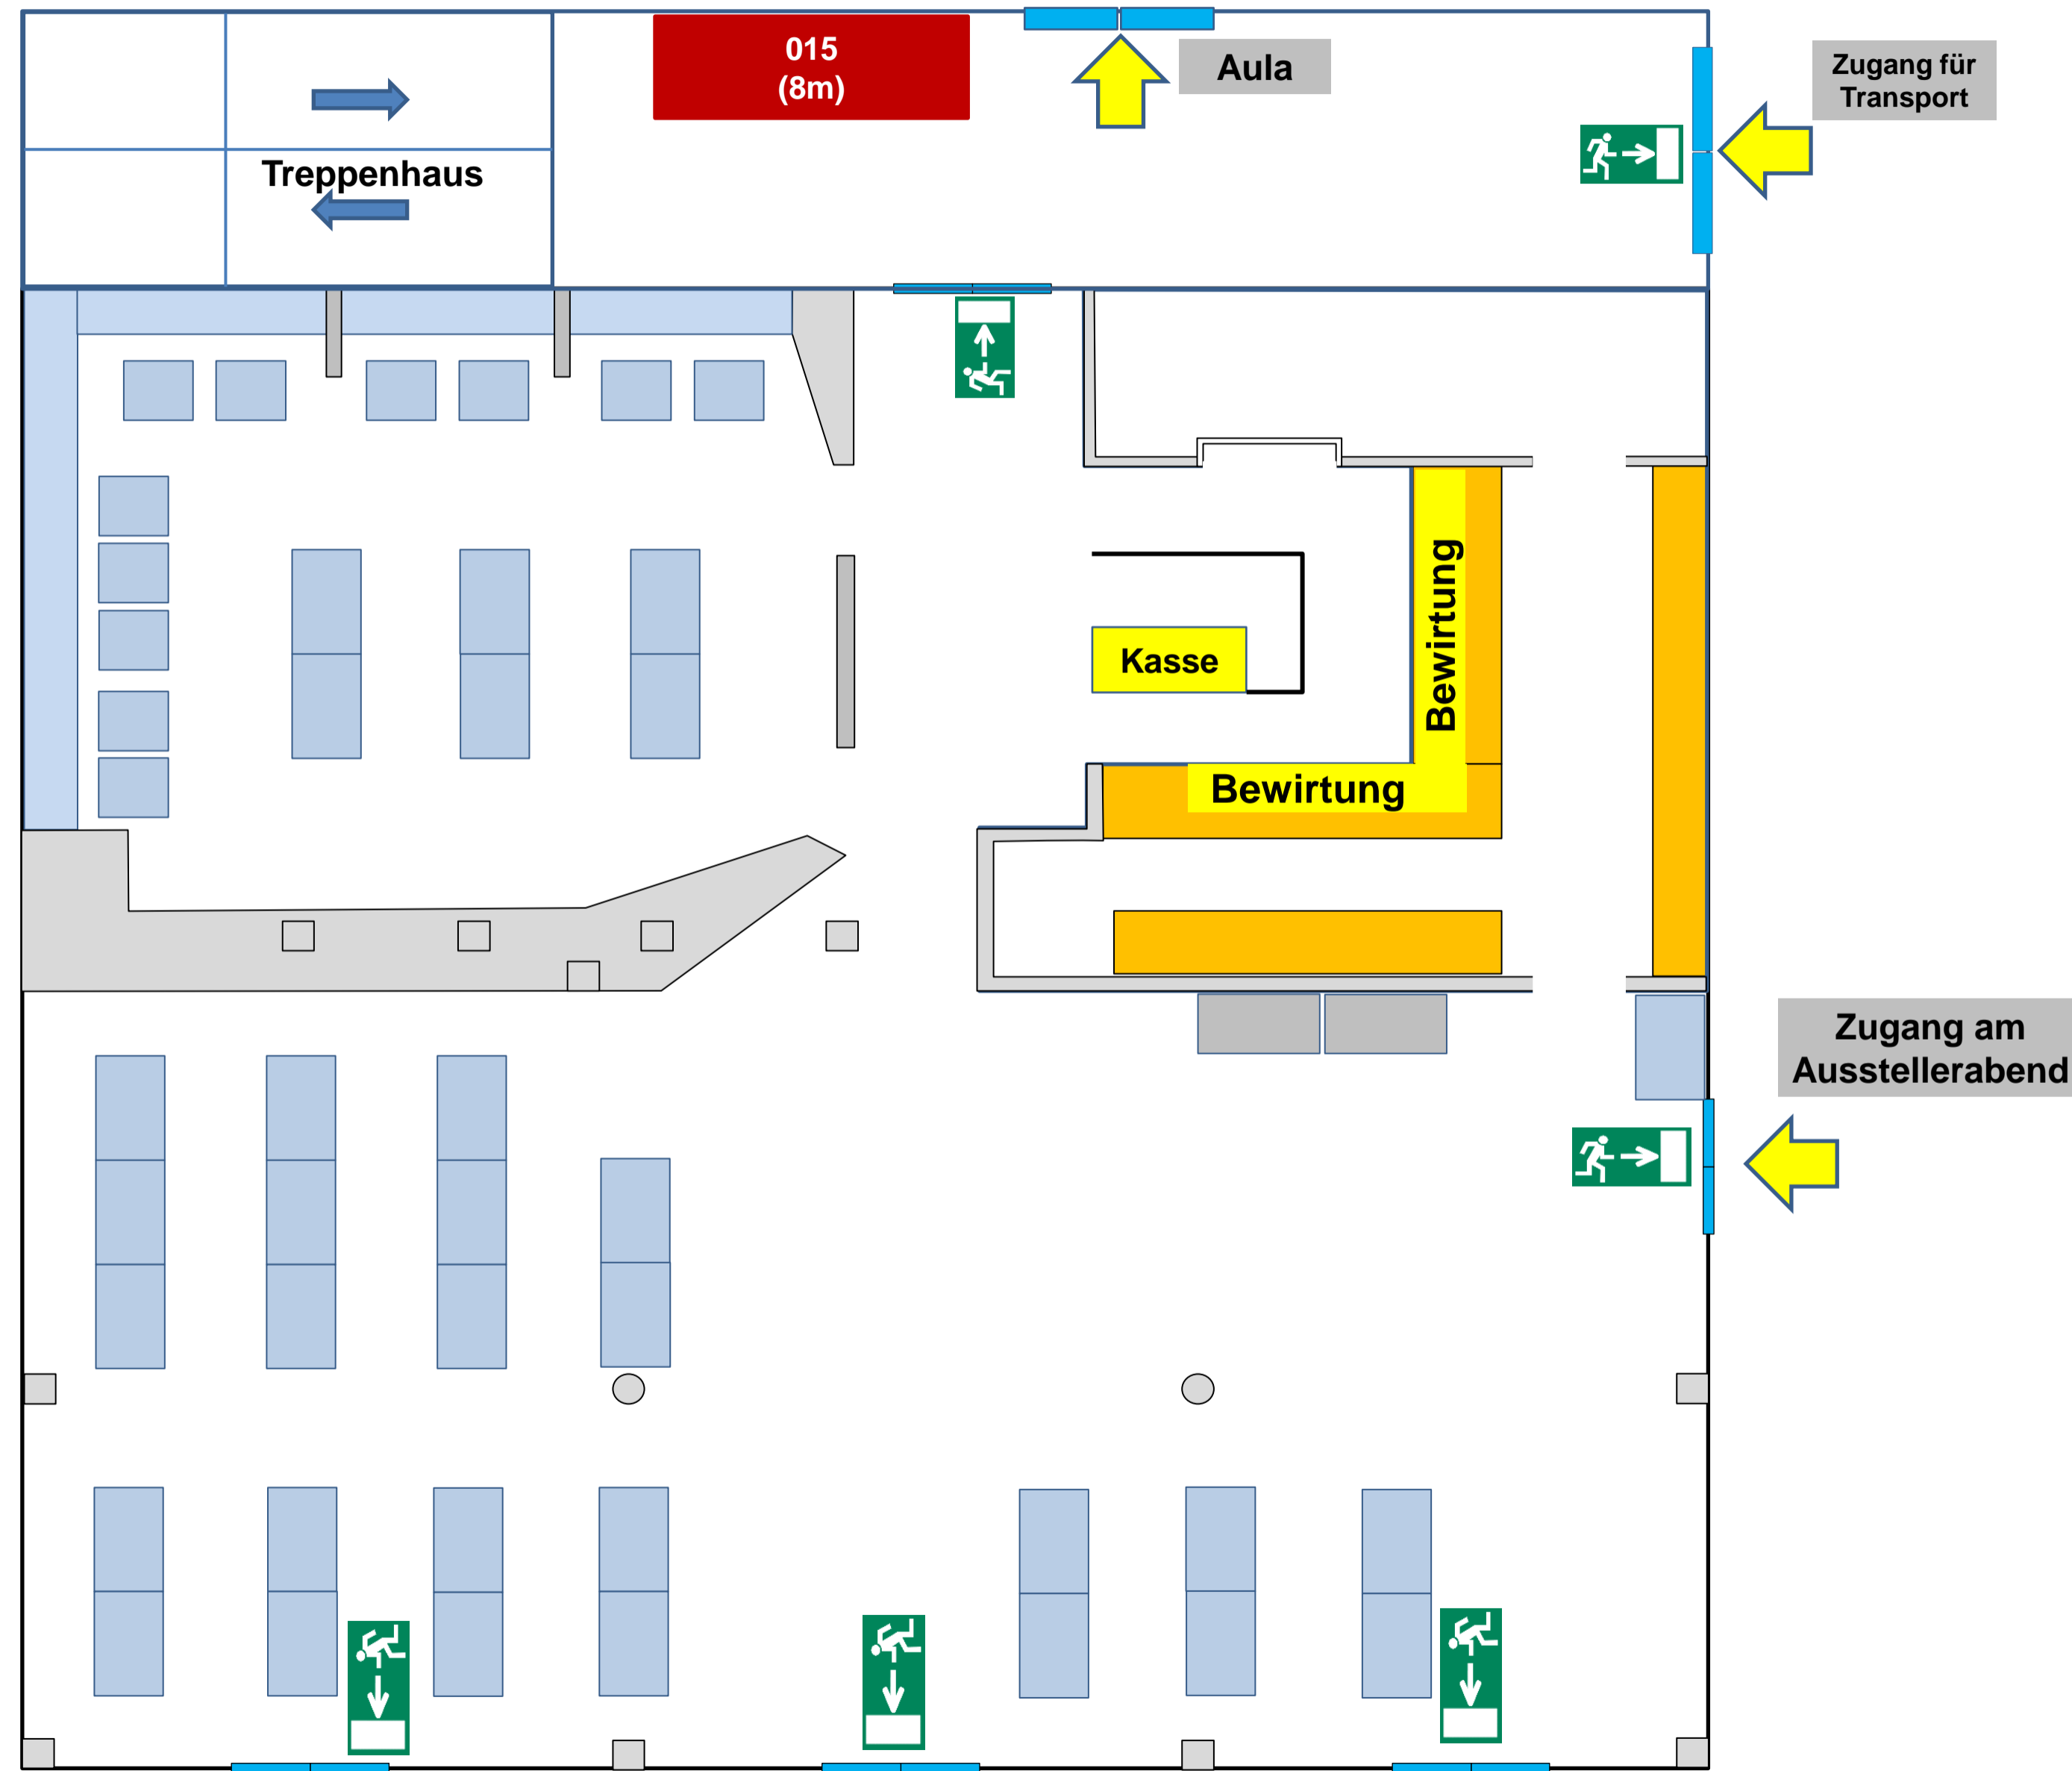 015
(8m)
Aula
Zugang für
Transport
Treppenhaus
Bewirtung
Kasse
Bewirtung
Zugang am
Ausstellerabend